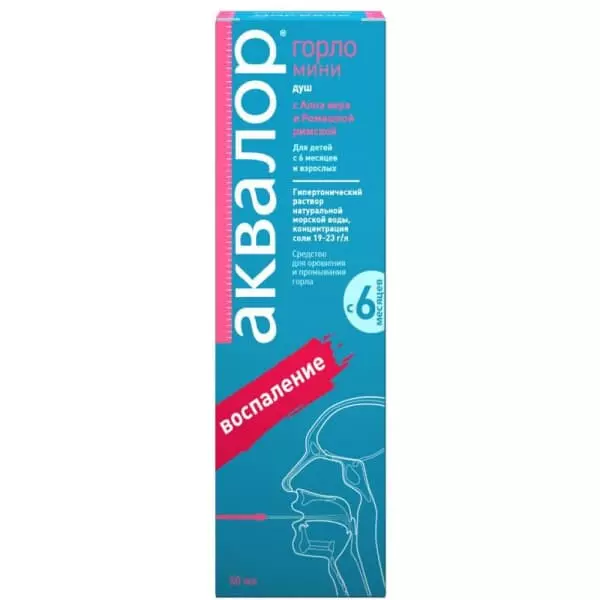 аквалор®
горло
мини
душ
с Алоэ вера
и Ромашкой
римской
Для детей
с 6 месяцев
и взрослых
Гипертонический
раствор
натуральной
морской воды,
концентрация
соли 19-23 г/л
Средство
для орошения
и промывания
горла
с 6
месяцев
воспаление
50 мл